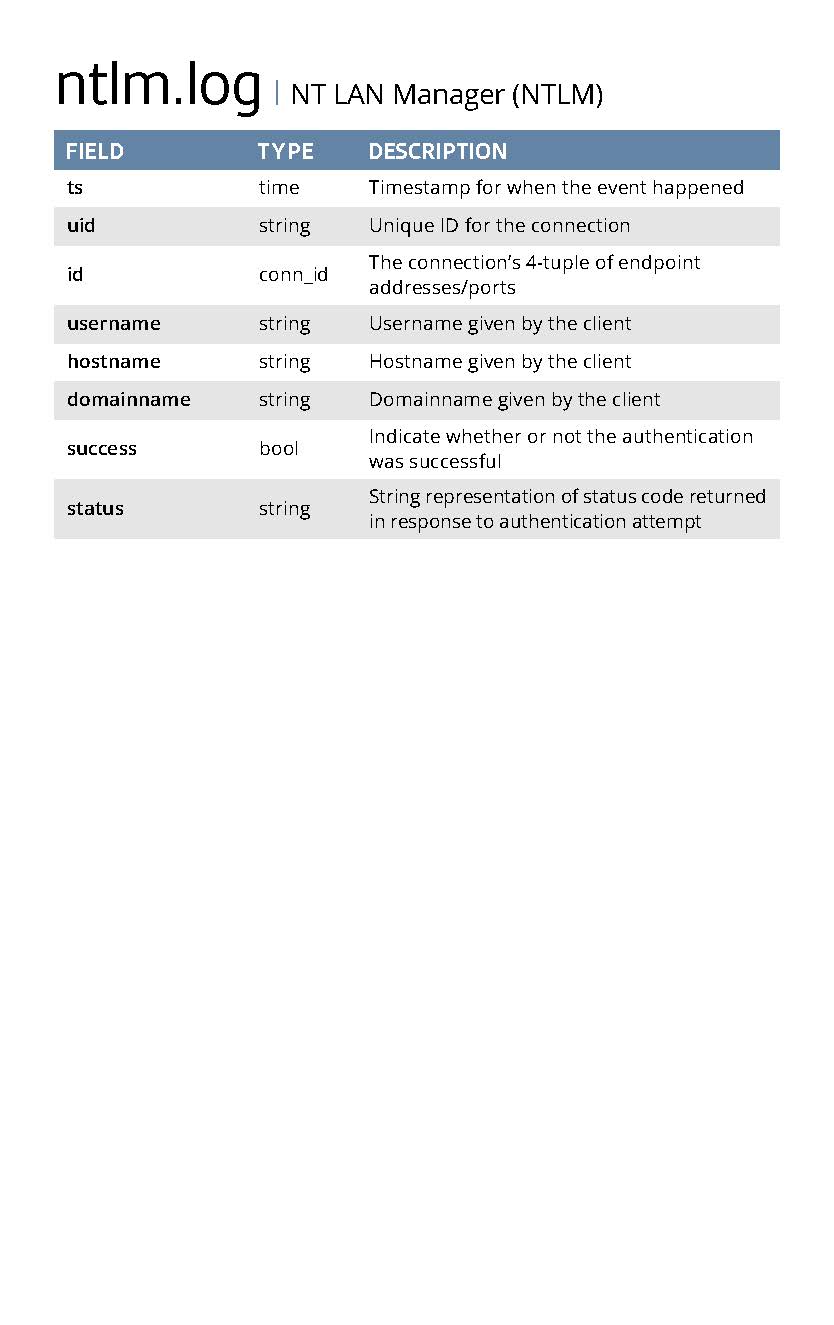 ntlm.log | NT LAN Manager (NTLM)
FIELD TYPE DESCRIPTION
ts time Timestamp for when the event happened
uid string Unique ID for the connection
id conn_id The connection’s 4-tuple of endpoint
addresses/ports
username string Username given by the client
hostname string Hostname given by the client
domainname string Domainname given by the client
success bool Indicate whether or not the authentication
was successful
status string String representation of status code returned
in response to authentication attempt